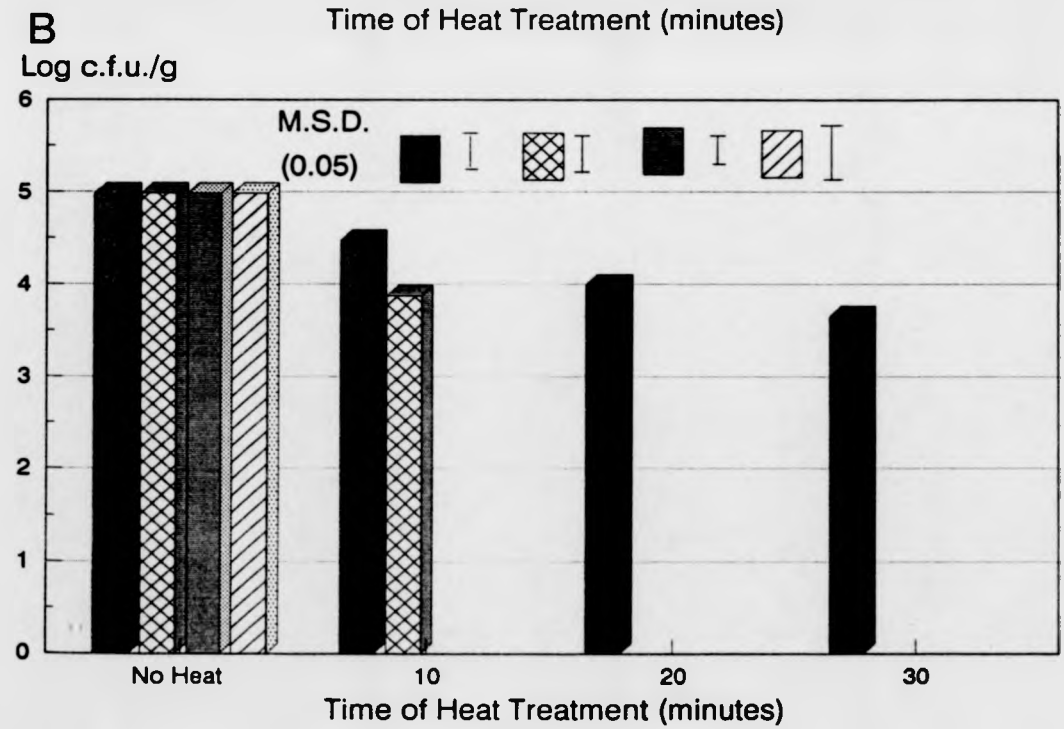 Time of Heat Treatment (minutes)
B
Log c.f.u./g
6
M.S.D.
(0.05)
5
4
3
2
1
0
No Heat 10 20 30
Time of Heat Treatment (minutes)